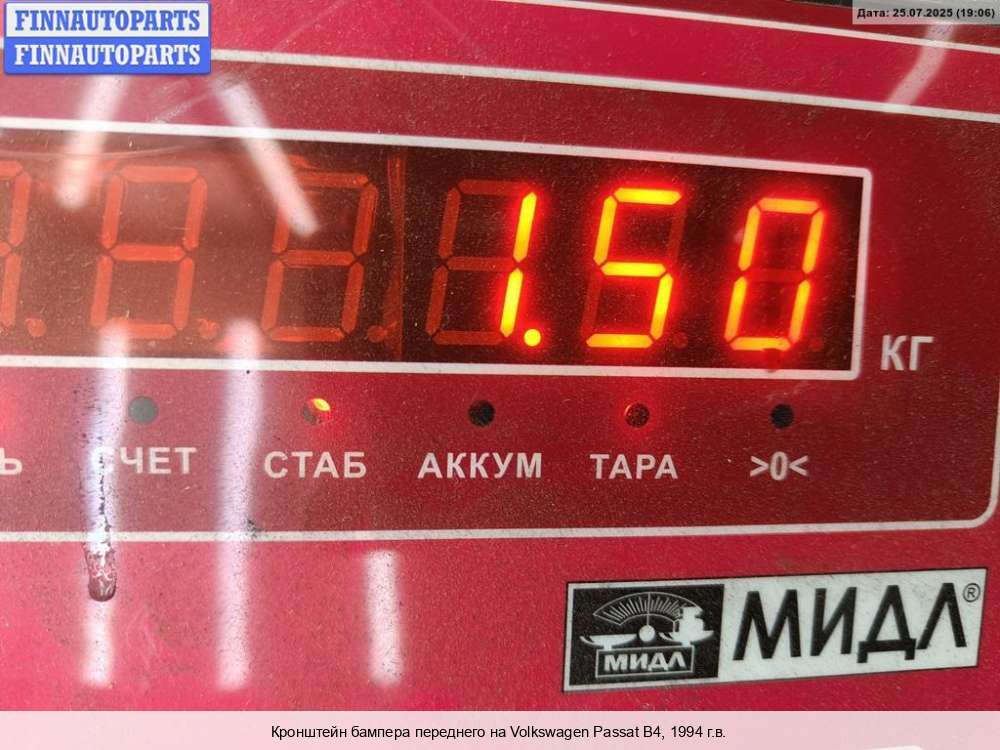 FINNAUTOPARTS
FINNAUTOPARTS
Дата: 25.07.2025 (19:06)
1.50
КГ
ЧЕТ
СТАБ
АККУМ
ТАРА
>0<
МИДЛ
МИДЛ®
Кронштейн бампера переднего на Volkswagen Passat B4, 1994 г.в.